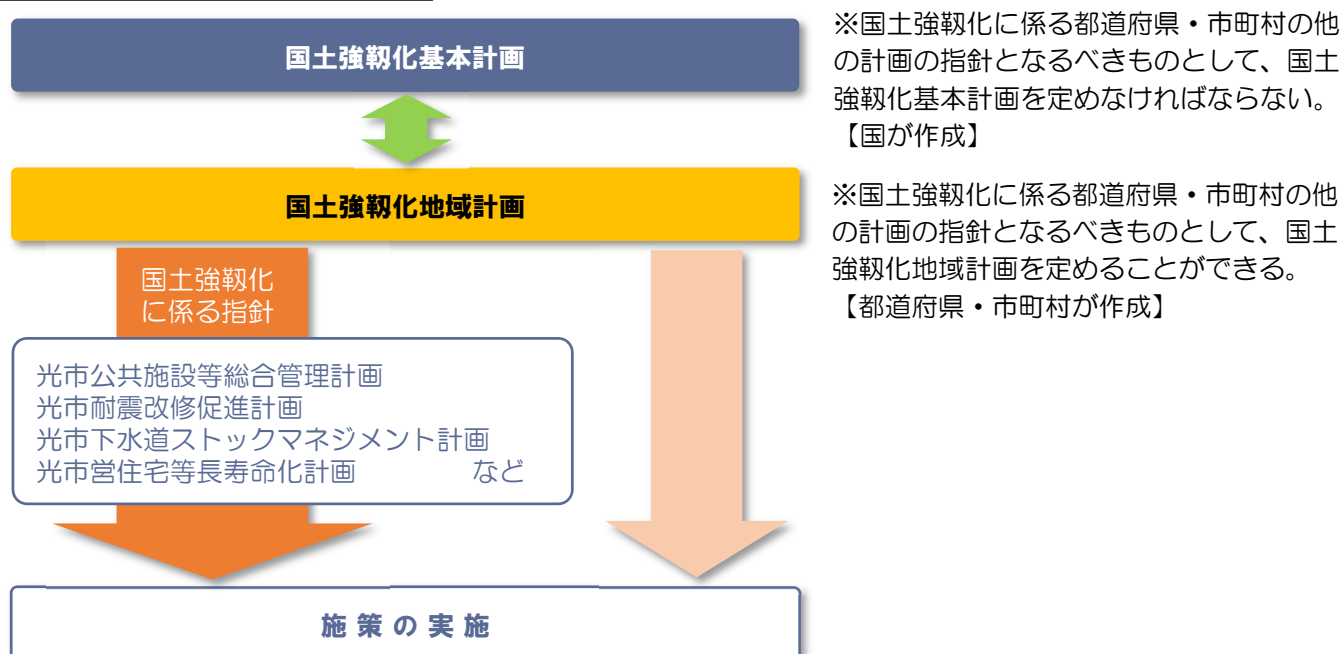 国土強靱化基本計画
※国土強靱化に係る都道府県・市町村の他
の計画の指針となるべきものとして、国土
強靱化基本計画を定めなければならない。
【国が作成】
国土強靱化地域計画
※国土強靱化に係る都道府県・市町村の他
の計画の指針となるべきものとして、国土
強靱化地域計画を定めることができる。
【都道府県・市町村が作成】
国土強靱化
に係る指針
光市公共施設等総合管理計画
光市耐震改修促進計画
光市下水道ストックマネジメント計画
光市営住宅等長寿命化計画 など
施策の実施